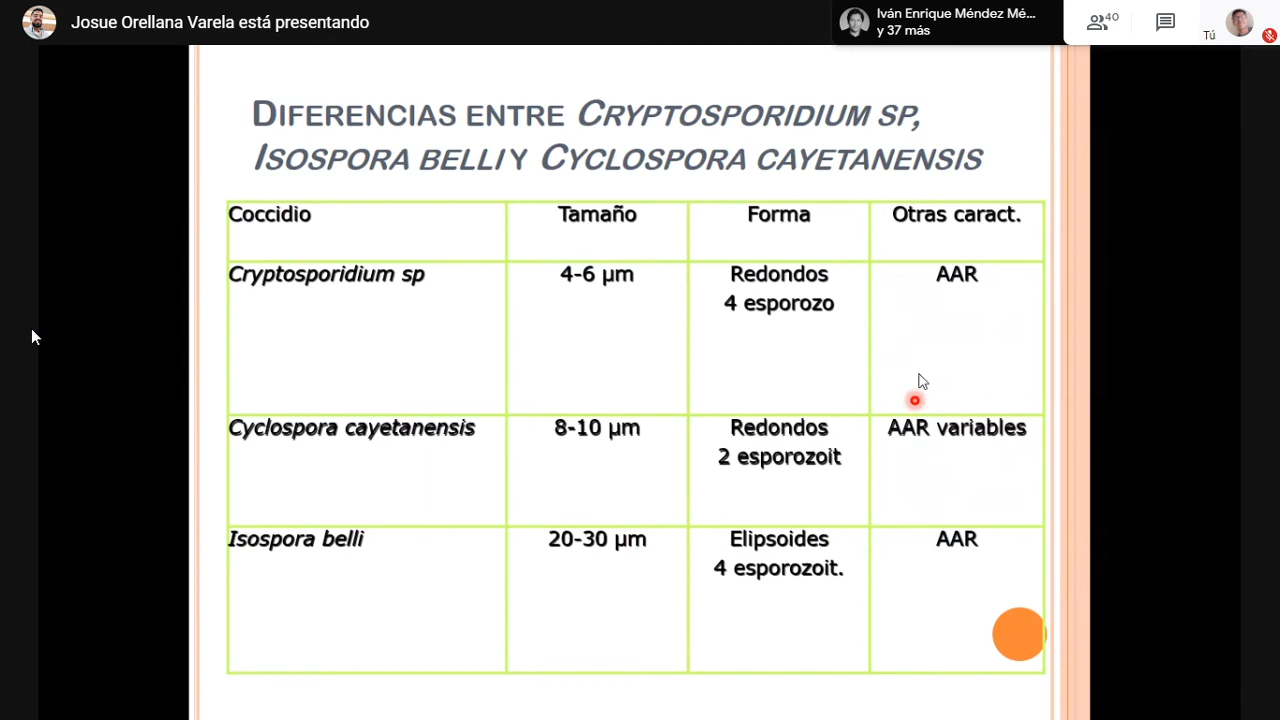 Josue Orellana Varela está presentando
Iván Enrique Méndez Mé...
y 37 más
40
Tú
DIFERENCIAS ENTRE CRYPTOSPORIDIUM SP,
ISOSPORA BELLI Y CYCLOSPORA CAYETANENSIS
Coccidio Tamaño Forma Otras caract.
Cryptosporidium sp 4-6 µm Redondos AAR
4 esporozo
Cyclospora cayetanensis 8-10 µm Redondos AAR variables
2 esporozoit
Isospora belli 20-30 µm Elipsoides AAR
4 esporozoit.